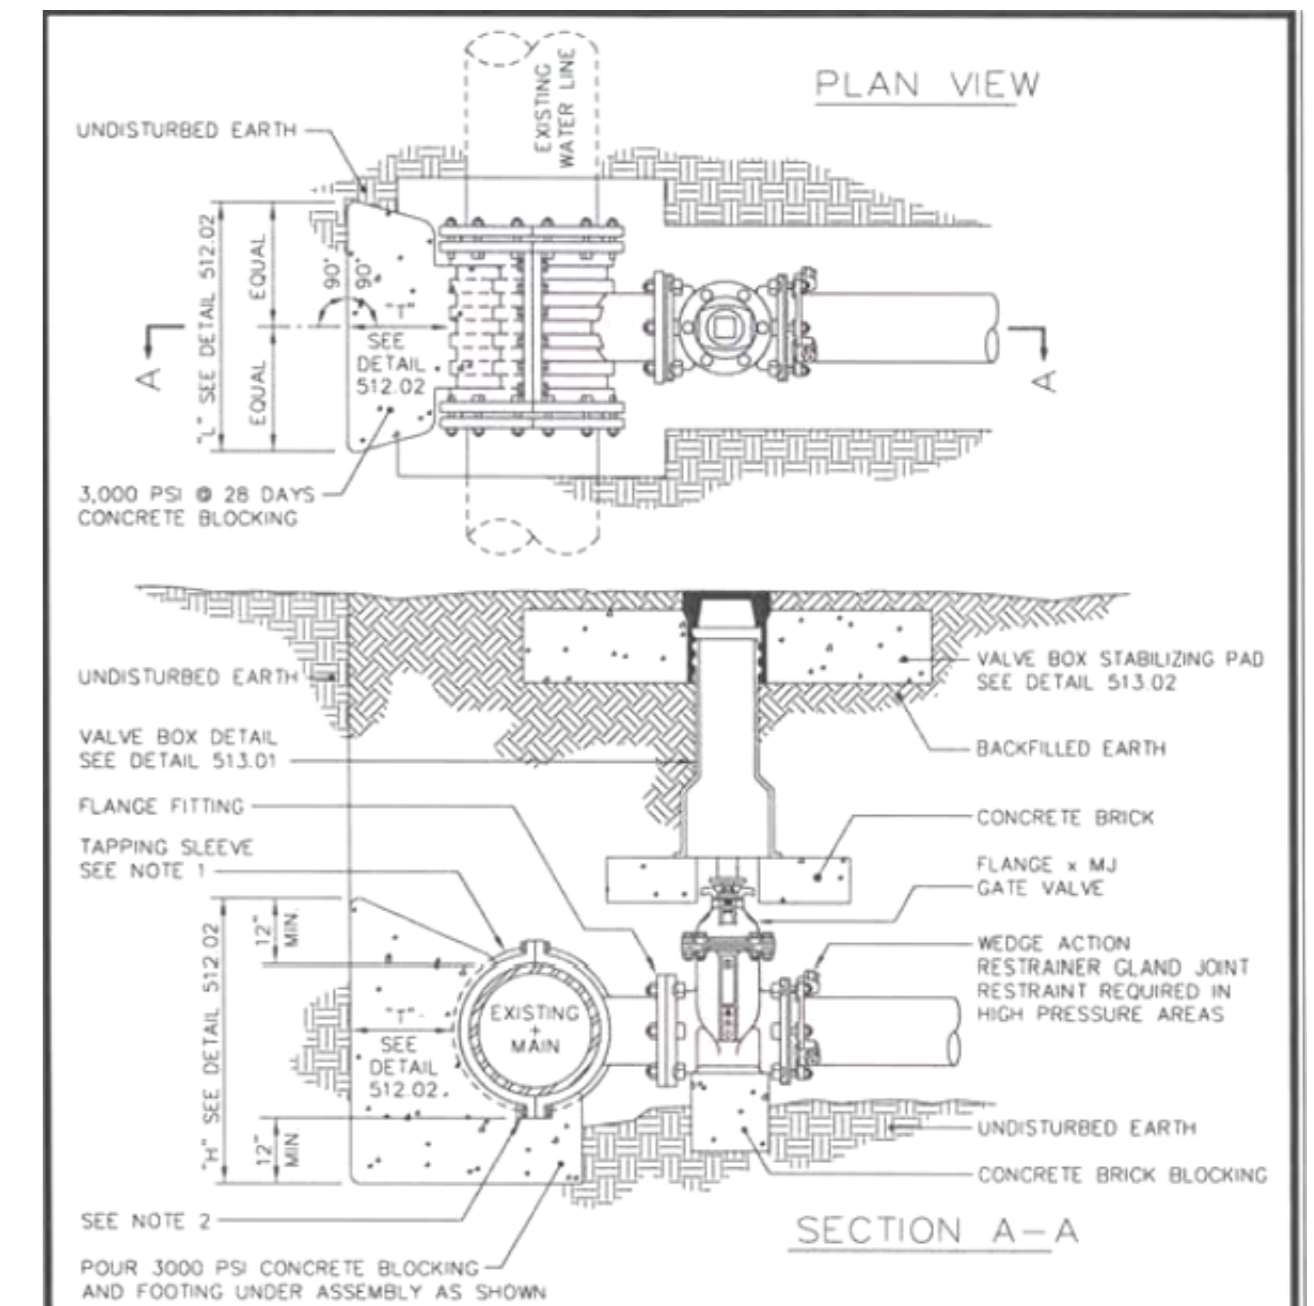 PLAN VIEW
EXISTING
WATER LINE
UNDISTURBED EARTH
"L" SEE DETAIL 512.02
EQUAL
EQUAL
90°
90°
"T"
SEE
DETAIL
512.02
A
A
3,000 PSI @ 28 DAYS
CONCRETE BLOCKING
UNDISTURBED EARTH
VALVE BOX DETAIL
SEE DETAIL 513.01
FLANGE FITTING
TAPPING SLEEVE
SEE NOTE 1
"H" SEE DETAIL 512.02
12"
MIN.
12"
MIN.
"T"
SEE
DETAIL
512.02
EXISTING
MAIN
SEE NOTE 2
POUR 3000 PSI CONCRETE BLOCKING
AND FOOTING UNDER ASSEMBLY AS SHOWN
VALVE BOX STABILIZING PAD
SEE DETAIL 513.02
BACKFILLED EARTH
CONCRETE BRICK
FLANGE x MJ
GATE VALVE
WEDGE ACTION
RESTRAINER GLAND JOINT
RESTRAINT REQUIRED IN
HIGH PRESSURE AREAS
UNDISTURBED EARTH
CONCRETE BRICK BLOCKING
SECTION A-A